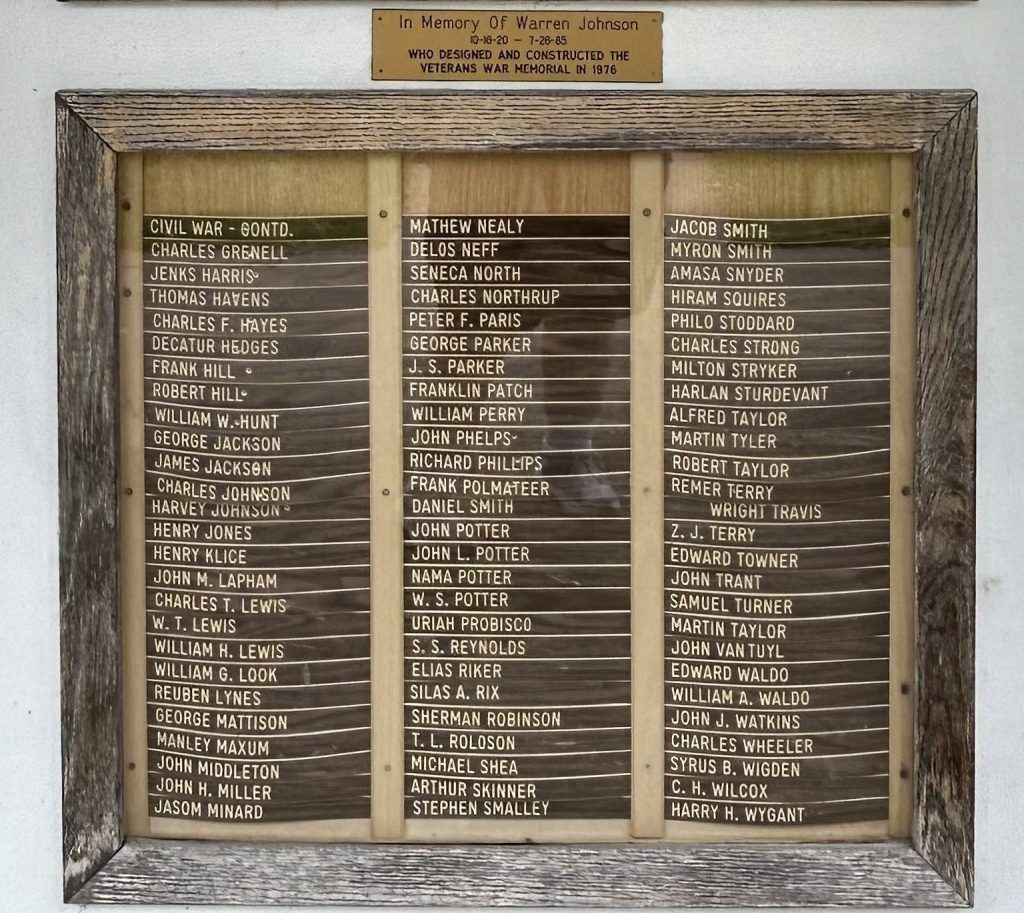 In Memory Of Warren Johnson
10-18-20 - 7-26-85
WHO DESIGNED AND CONSTRUCTED THE
VETERANS WAR MEMORIAL IN 1976
CIVIL WAR - CONTD.
CHARLES GRENELL
JENKS HARRIS
THOMAS HAVENS
CHARLES F. HAYES
DECATUR HEDGES
FRANK HILL
ROBERT HILL
WILLIAM W. HUNT
GEORGE JACKSON
JAMES JACKSON
CHARLES JOHNSON
HARVEY JOHNSON
HENRY JONES
HENRY KLICE
JOHN M. LAPHAM
CHARLES T. LEWIS
W. T. LEWIS
WILLIAM H. LEWIS
WILLIAM G. LOOK
REUBEN LYNES
GEORGE MATTISON
MANLEY MAXUM
JOHN MIDDLETON
JOHN H. MILLER
JASOM MINARD
MATHEW NEALY
DELOS NEFF
SENECA NORTH
CHARLES NORTHRUP
PETER F. PARIS
GEORGE PARKER
J. S. PARKER
FRANKLIN PATCH
WILLIAM PERRY
JOHN PHELPS
RICHARD PHILLIPS
FRANK POLMATEER
DANIEL SMITH
JOHN POTTER
JOHN L. POTTER
NAMA POTTER
W. S. POTTER
URIAH PROBISCO
S. S. REYNOLDS
ELIAS RIKER
SILAS A. RIX
SHERMAN ROBINSON
T. L. ROLOSON
MICHAEL SHEA
ARTHUR SKINNER
STEPHEN SMALLEY
JACOB SMITH
MYRON SMITH
AMASA SNYDER
HIRAM SQUIRES
PHILO STODDARD
CHARLES STRONG
MILTON STRYKER
HARLAN STURDEVANT
ALFRED TAYLOR
MARTIN TYLER
ROBERT TAYLOR
REMER TERRY
WRIGHT TRAVIS
Z. J. TERRY
EDWARD TOWNER
JOHN TRANT
SAMUEL TURNER
MARTIN TAYLOR
JOHN VAN TUYL
EDWARD WALDO
WILLIAM A. WALDO
JOHN J. WATKINS
CHARLES WHEELER
SYRUS B. WIGDEN
C. H. WILCOX
HARRY H. WYGANT